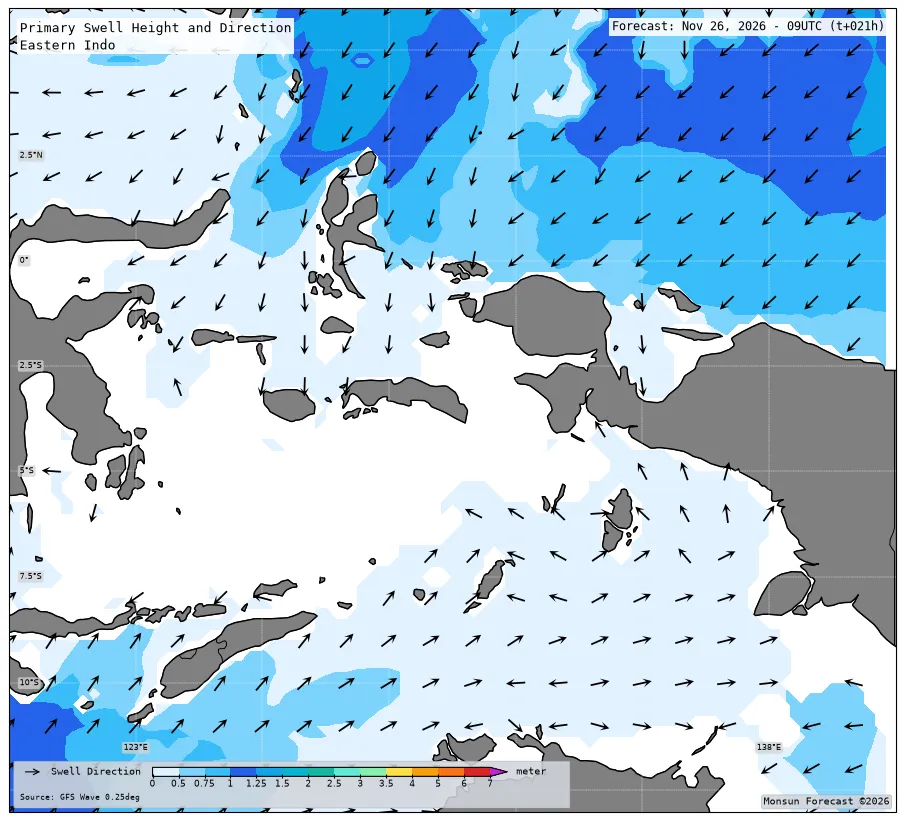 Primary Swell Height and Direction
Eastern Indo
Forecast: Nov 26, 2026 - 09UTC (t+021h)
2.5°N
0°
2.5°S
5°S
7.5°S
10°S
123°E
138°E
Swell Direction
meter
0 0.5 0.75 1 1.25 1.5 2 2.5 3 3.5 4 5 6 7
Source: GFS Wave 0.25deg
Monsun Forecast ©2026